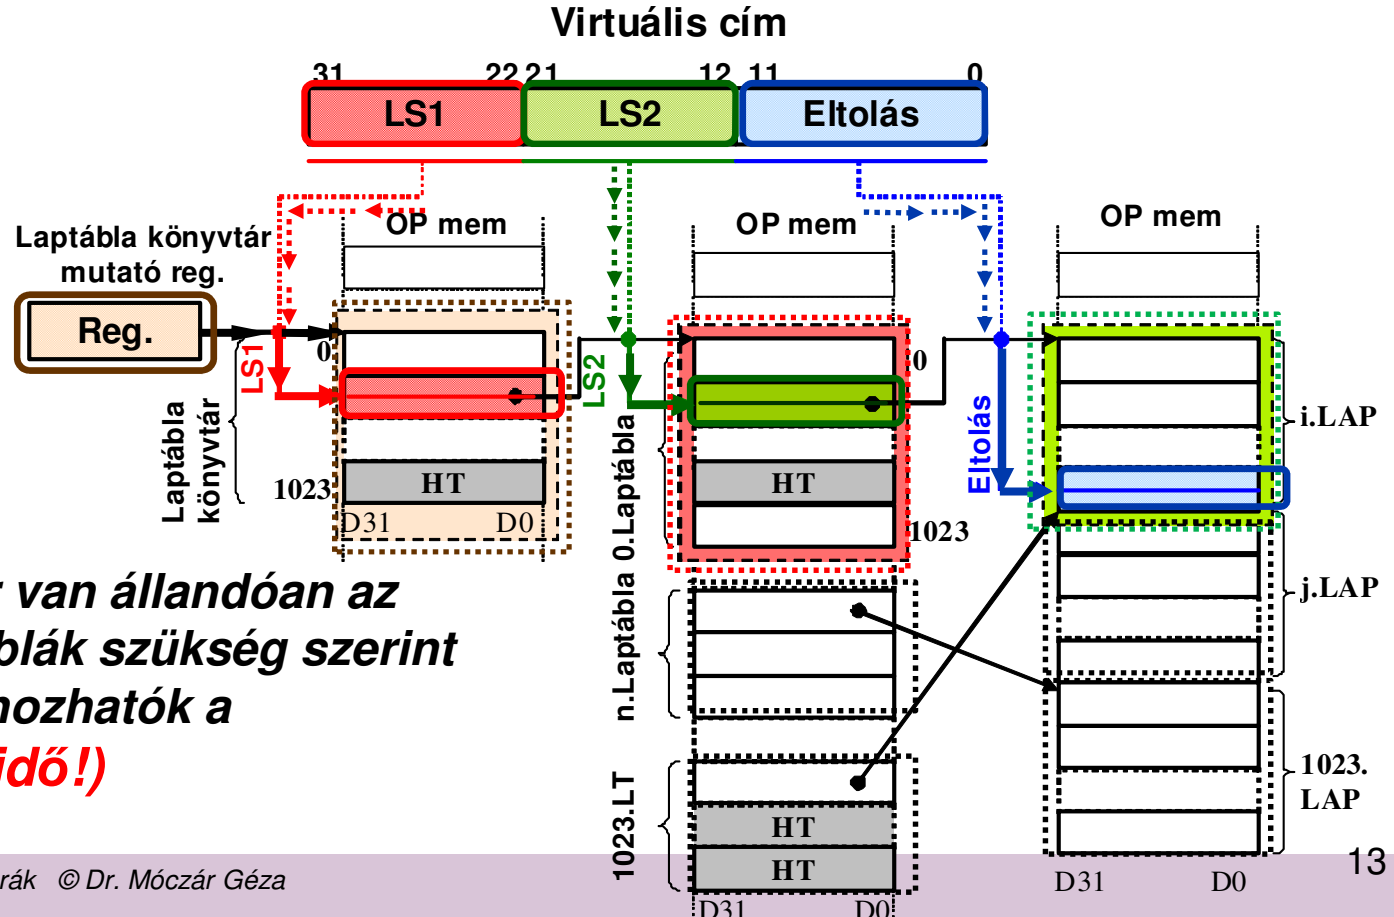 Virtuális cím
31 22 21 12 11 0
LS1 LS2 Eltolás
OP mem
OP mem
OP mem
Laptábla könyvtár
mutató reg.
Reg.
LS1
0
Laptábla
könyvtár
1023
HT
D31 D0
LS2
0
0.Laptábla
HT
1023
n.Laptábla
1023.LT
HT
HT
D31 D0
Eltolás
i.LAP
j.LAP
1023.
LAP
D31 D0
van állandóan az
blák szükség szerint
hozhatók a
idő!)
rák © Dr. Móczár Géza
13